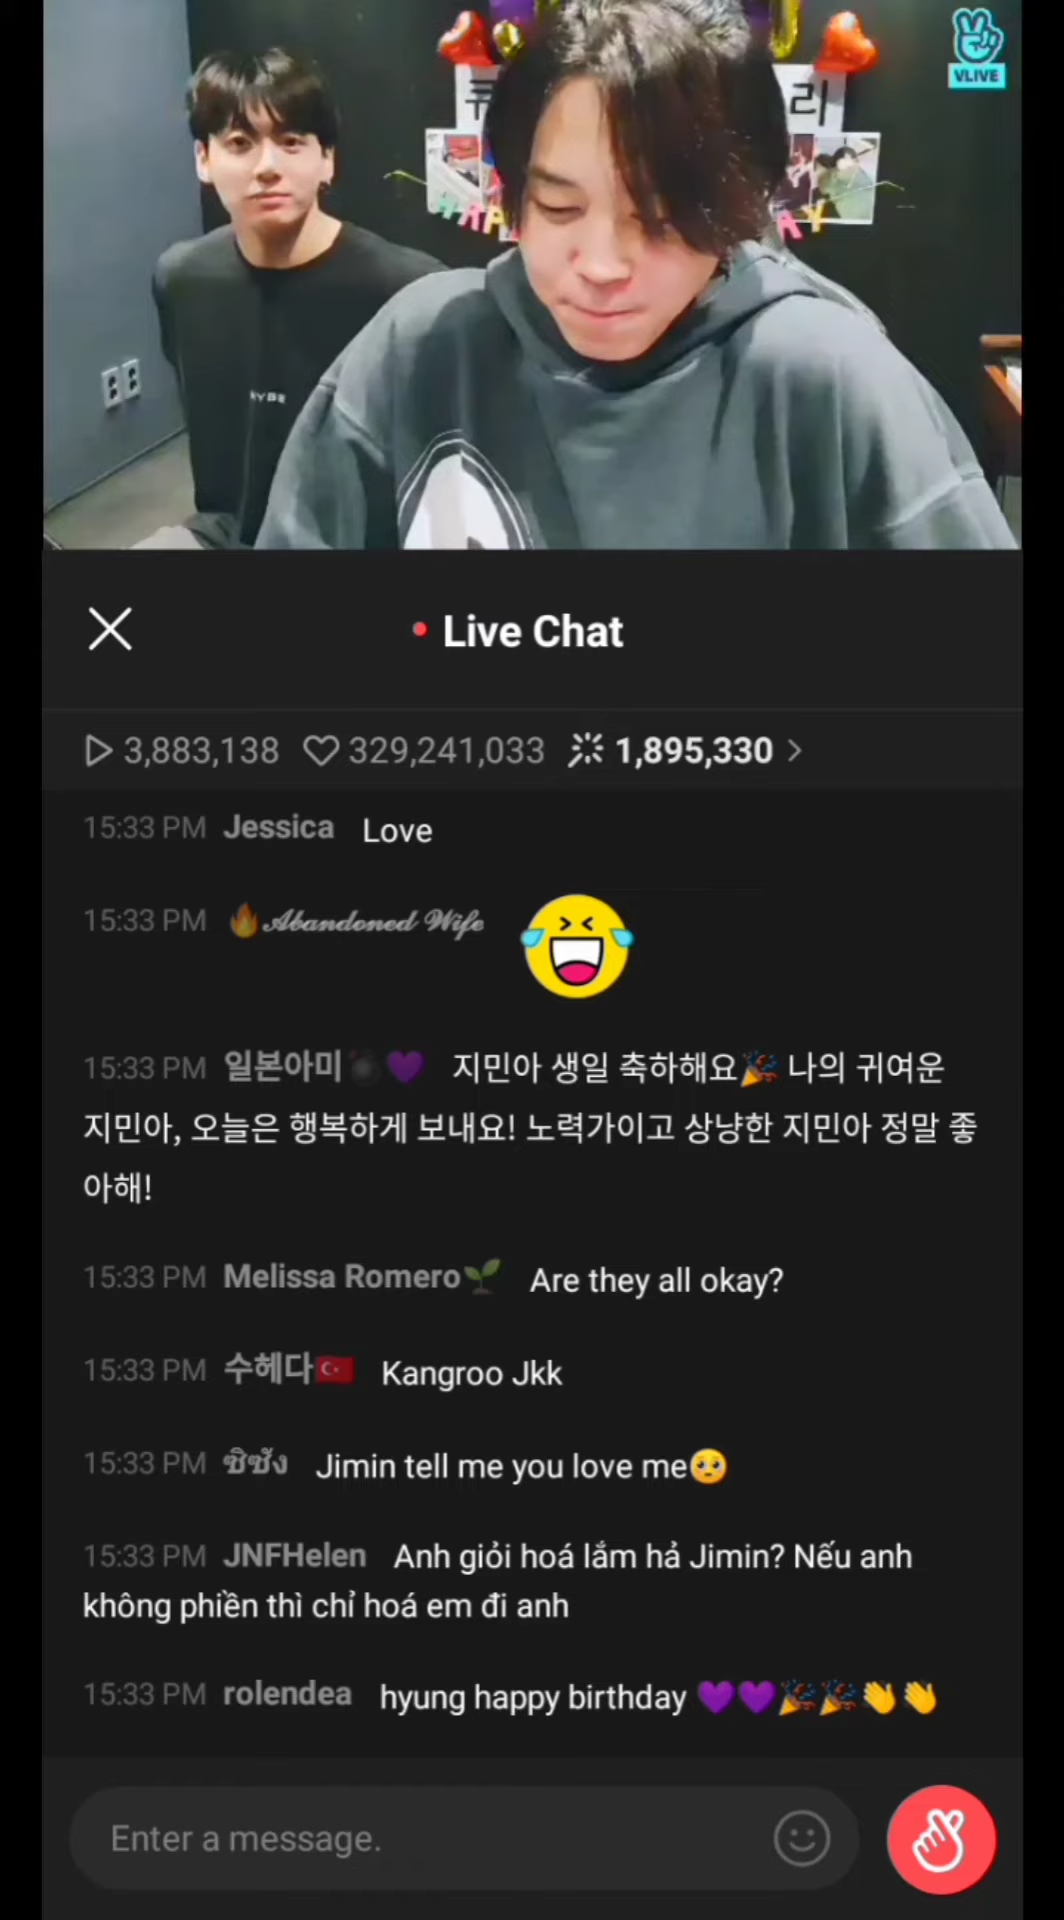 VLIVE
리
HAP
AY
HYBE
Live Chat
3,883,138 329,241,033 1,895,330
15:33 PM Jessica Love
15:33 PM 🔥𝓐𝓫𝓪𝓷𝓭𝓸𝓷𝓮𝓭 𝓦𝓲𝓯𝓮
15:33 PM 일본아미💣💜 지민아 생일 축하해요🎉 나의 귀여운
지민아, 오늘은 행복하게 보내요! 노력가이고 상냥한 지민아 정말 좋
아해!
15:33 PM Melissa Romero🌱 Are they all okay?
15:33 PM 수헤다🇹🇷 Kangroo Jkk
15:33 PM ซิซัง Jimin tell me you love me🥺
15:33 PM JNFHelen Anh giỏi hoá lắm hả Jimin? Nếu anh
không phiền thì chỉ hoá em đi anh
15:33 PM rolendea hyung happy birthday 💜💜🎉🎉👏👏
Enter a message.